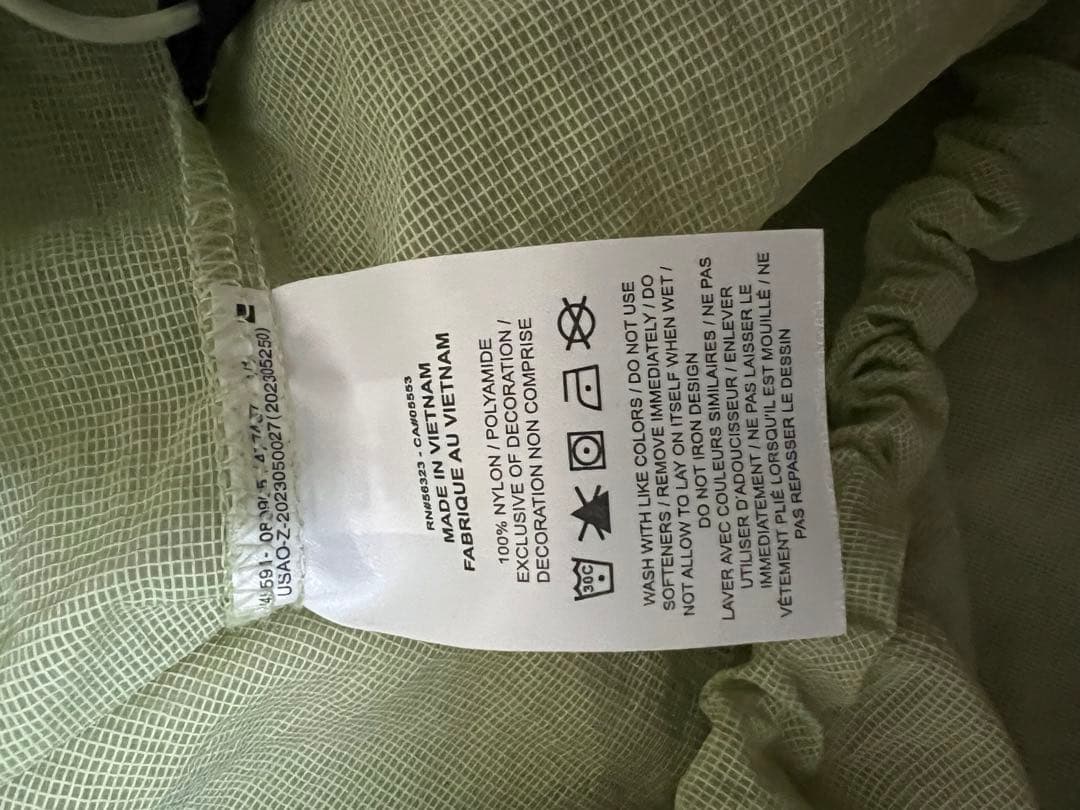 USAO-Z-2023050027(202305250)
RN#56323 - CA#05553
MADE IN VIETNAM
FABRIQUE AU VIETNAM
100% NYLON / POLYAMIDE
EXCLUSIVE OF DECORATION /
DECORATION NON COMPRISE
30C
WASH WITH LIKE COLORS / DO NOT USE
SOFTENERS / REMOVE IMMEDIATELY / DO
NOT ALLOW TO LAY ON ITSELF WHEN WET /
DO NOT IRON DESIGN
LAVER AVEC COULEURS SIMILAIRES / NE PAS
UTILISER D'ADOUCISSEUR / ENLEVER
IMMEDIATEMENT / NE PAS LAISSER LE
VÊTEMENT PLIÉ LORSQU'IL EST MOUILLÉ / NE
PAS REPASSER LE DESSIN